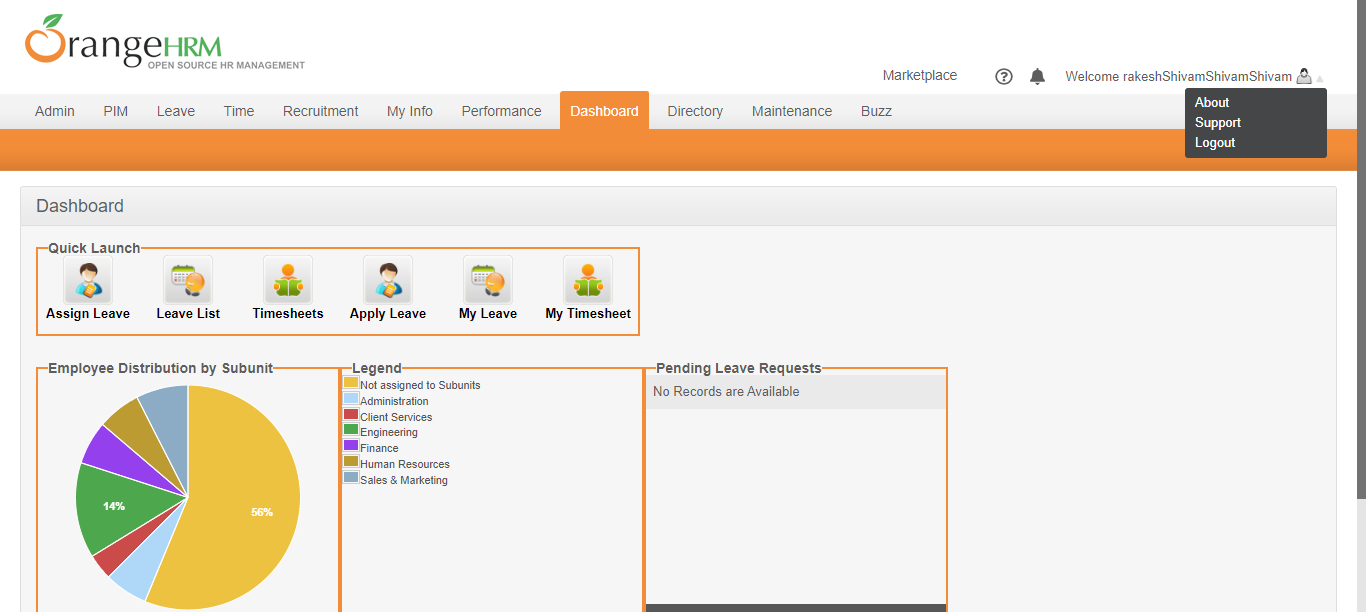 OrangeHRM
OPEN SOURCE HR MANAGEMENT
Marketplace ? Welcome rakeshShivamShivamShivam
Admin PIM Leave Time Recruitment My Info Performance Dashboard Directory Maintenance Buzz
About
Support
Logout
Dashboard
Quick Launch
Assign Leave Leave List Timesheets Apply Leave My Leave My Timesheet
Employee Distribution by Subunit
14%
56%
Legend
Not assigned to Subunits
Administration
Client Services
Engineering
Finance
Human Resources
Sales & Marketing
Pending Leave Requests
No Records are Available